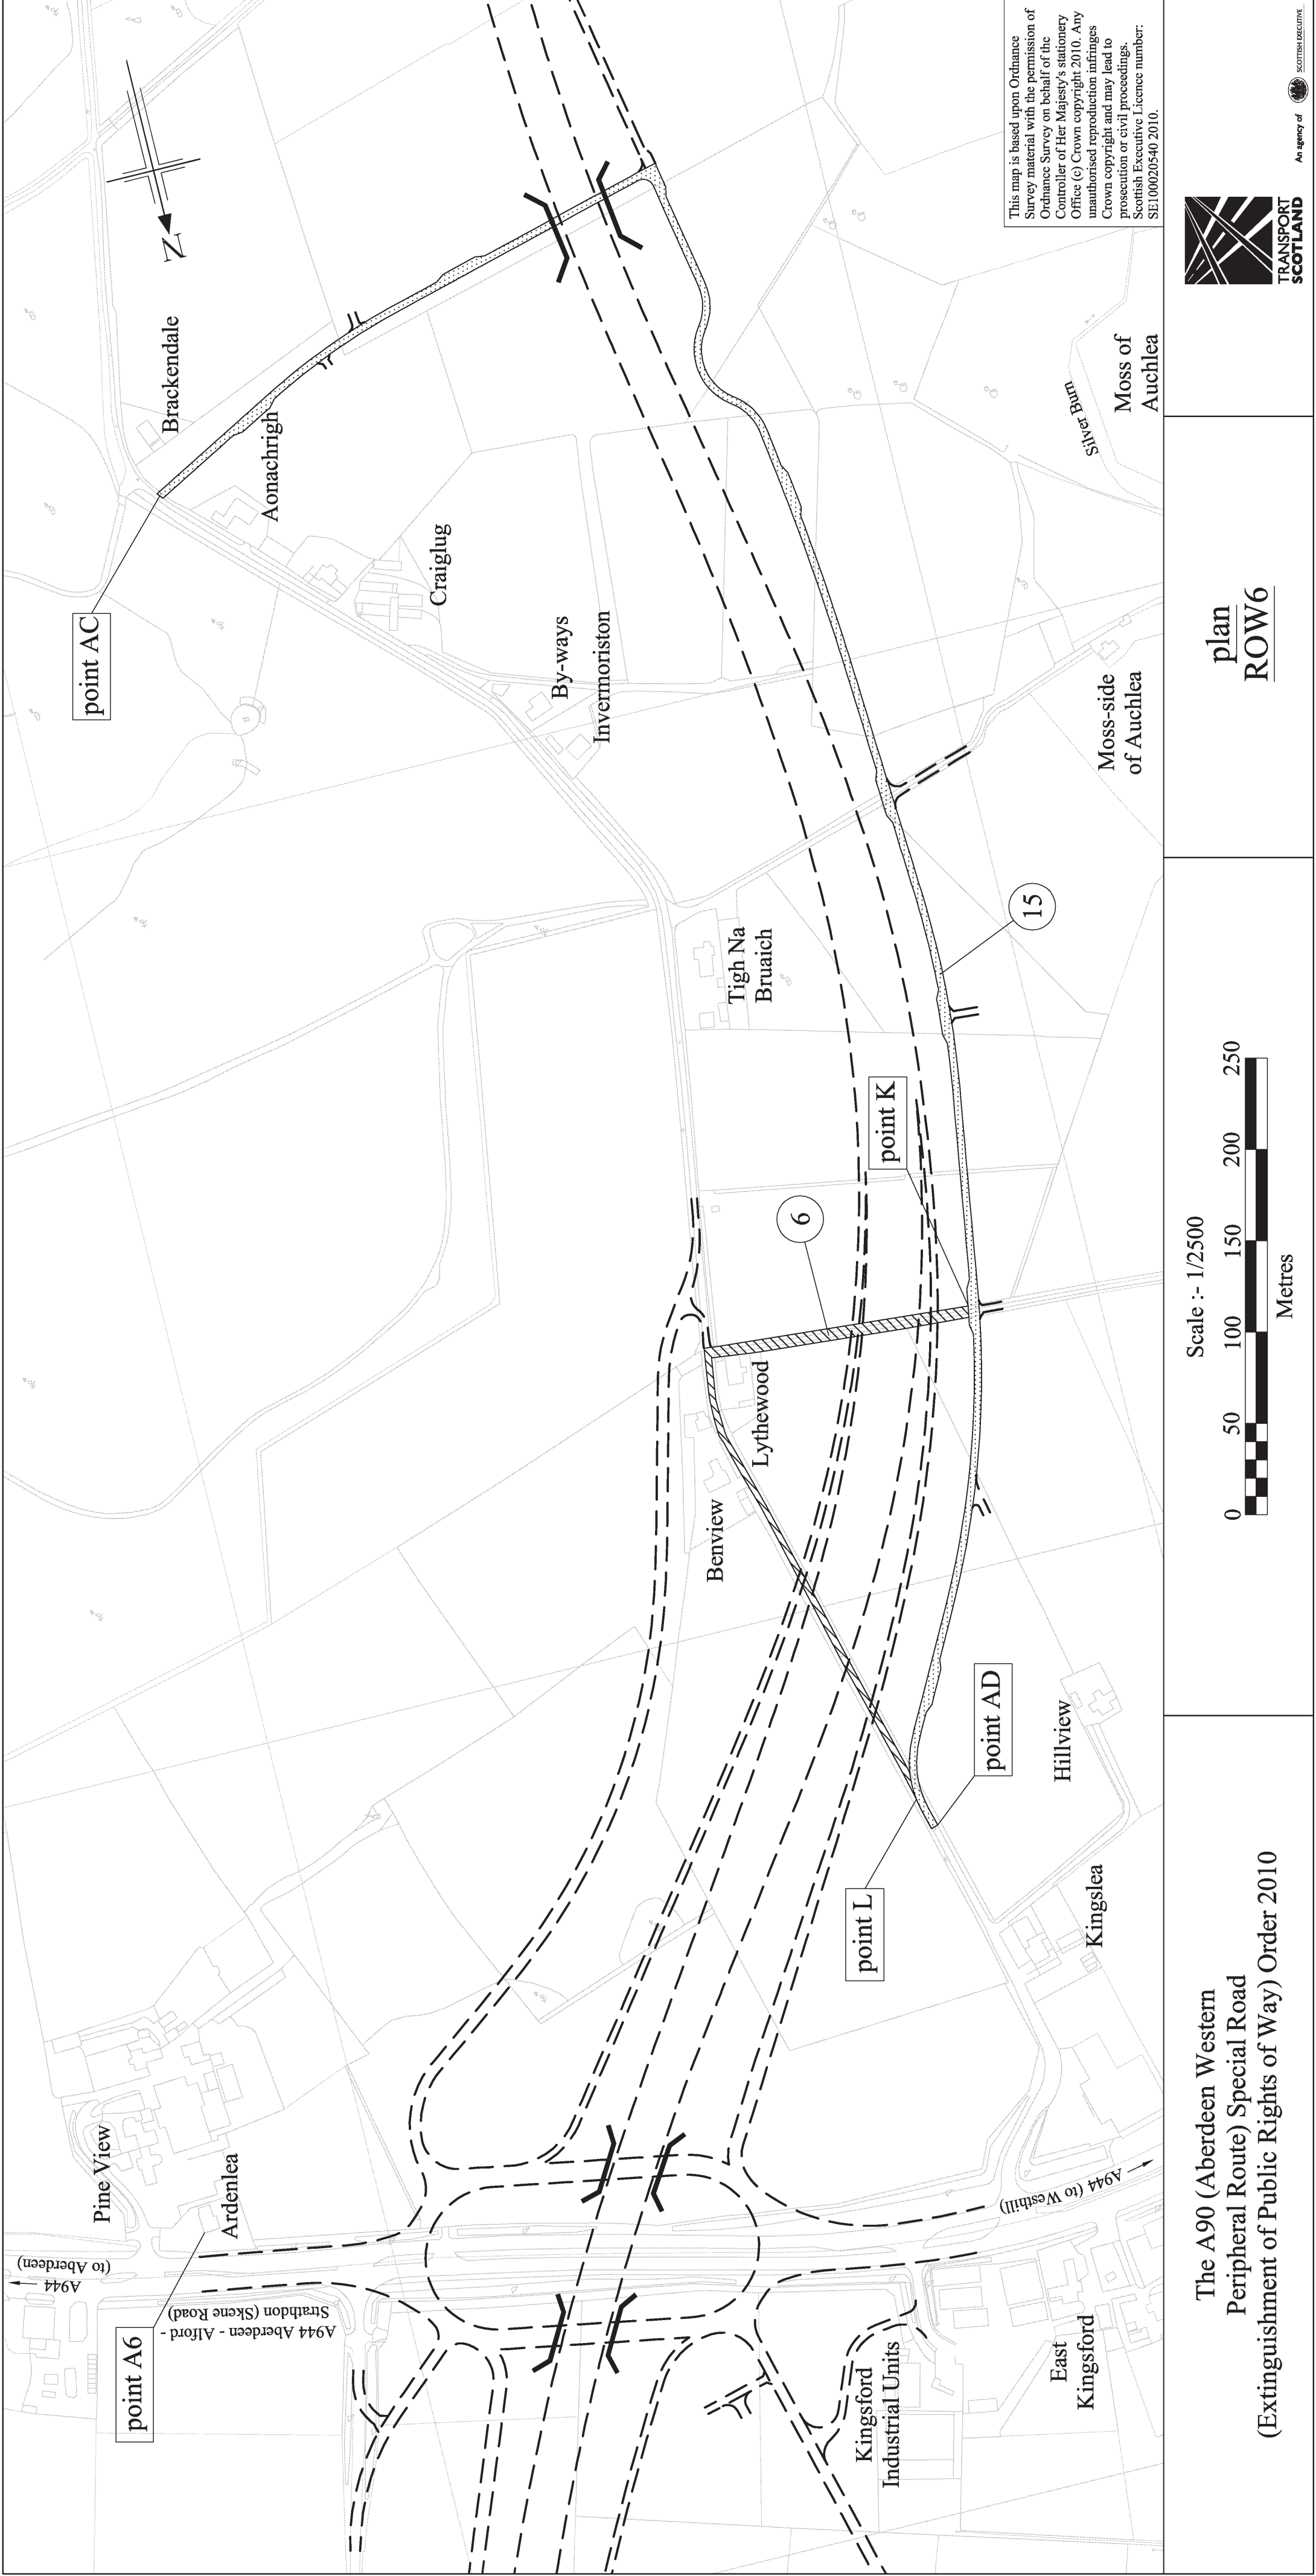 point A6
A944
(to Aberdeen)
A944 Aberdeen - Alford -
Strathdon (Skene Road)
Pine View
Ardenlea
A944 (to Westhill)
Kingsford
Industrial Units
East
Kingsford
Kingslea
Hillview
point L
point AD
Benview
Lythewood
6
point K
15
Tigh Na
Bruaich
Moss-side
of Auchlea
Invermoriston
By-ways
Craiglug
Aonachrigh
Brackendale
point AC
N
Silver Burn
Moss of
Auchlea
This map is based upon Ordnance
Survey material with the permission of
Ordnance Survey on behalf of the
Controller of Her Majesty's stationery
Office (c) Crown copyright 2010. Any
unauthorised reproduction infringes
Crown copyright and may lead to
prosecution or civil proceedings.
Scottish Executive Licence number:
SE100020540 2010.
The A90 (Aberdeen Western
Peripheral Route) Special Road
(Extinguishment of Public Rights of Way) Order 2010
Scale :- 1/2500
0 50 100 150 200 250
Metres
plan
ROW6
TRANSPORT
SCOTLAND
An agency of
SCOTTISH EXECUTIVE